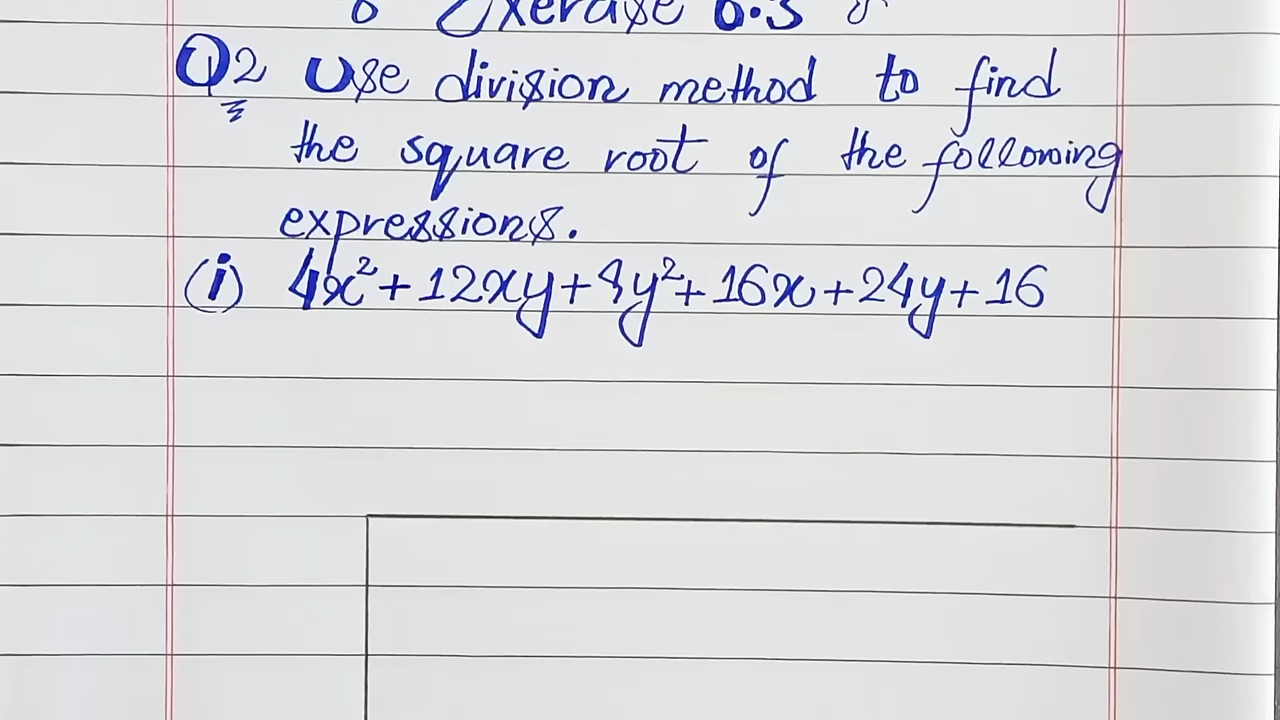 Exercise 6.3
Q2 Use division method to find
the square root of the following
expressions.
(i) 4x²+12xy+9y²+16x+24y+16